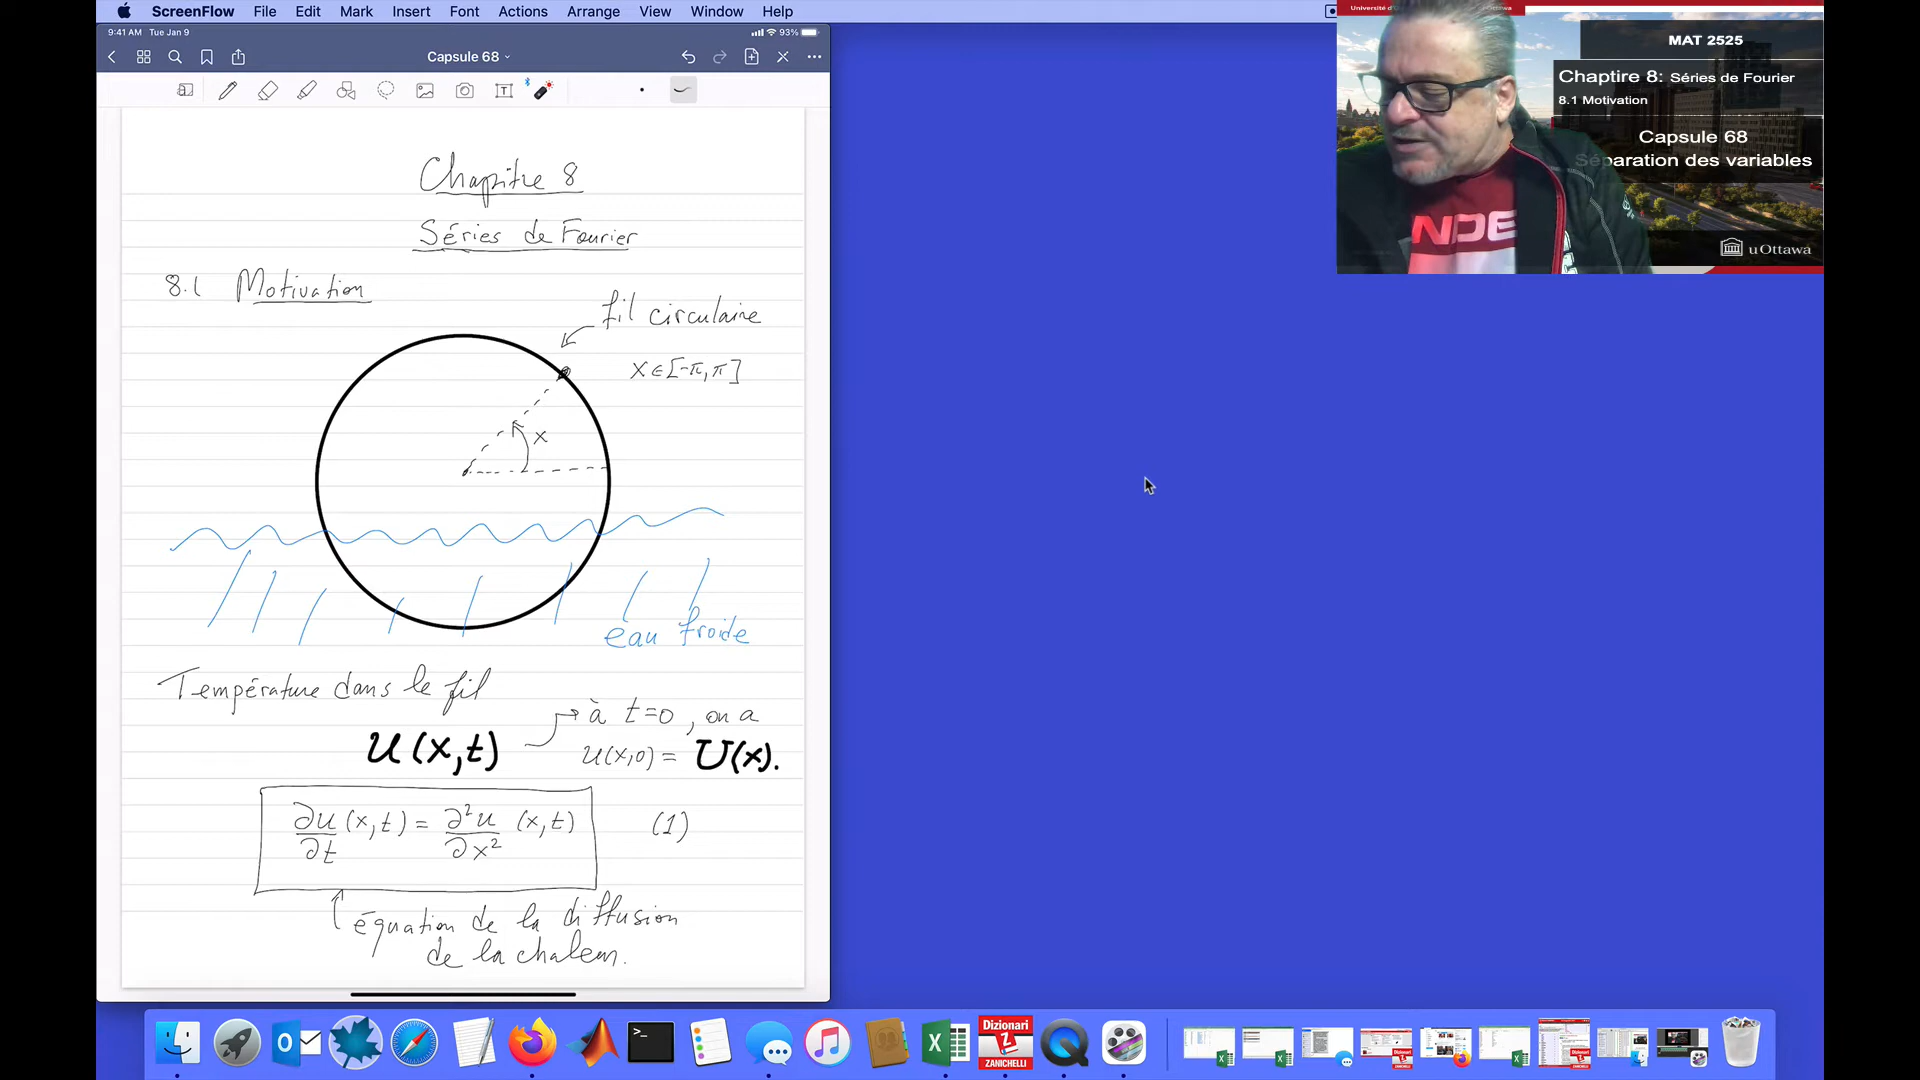 ScreenFlow File Edit Mark Insert Font Actions Arrange View Window Help
9:41 AM Tue Jan 9
93%
Capsule 68
T
Chapitre 8
Séries de Fourier
8.1 Motivation
fil circulaire
x ∈ [-π, π]
x
eau froide
Température dans le fil
u(x,t)
à t=0, on a
u(x,0) = U(x).
∂u/∂t (x,t) = ∂²u/∂x² (x,t) (1)
équation de la diffusion
de la chaleur.
MAT 2525
Chaptire 8: Séries de Fourier
8.1 Motivation
Capsule 68
Séparation des variables
NDE
uOttawa
Dizionari
Z
ZANICHELLI